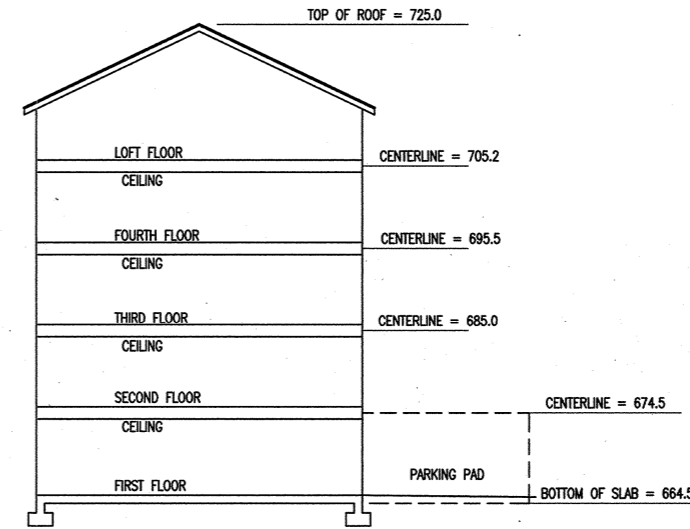 TOP OF ROOF = 725.0
LOFT FLOOR
CENTERLINE = 705.2
CEILING
FOURTH FLOOR
CENTERLINE = 695.5
CEILING
THIRD FLOOR
CENTERLINE = 685.0
CEILING
SECOND FLOOR
CENTERLINE = 674.5
CEILING
PARKING PAD
FIRST FLOOR
BOTTOM OF SLAB = 664.5